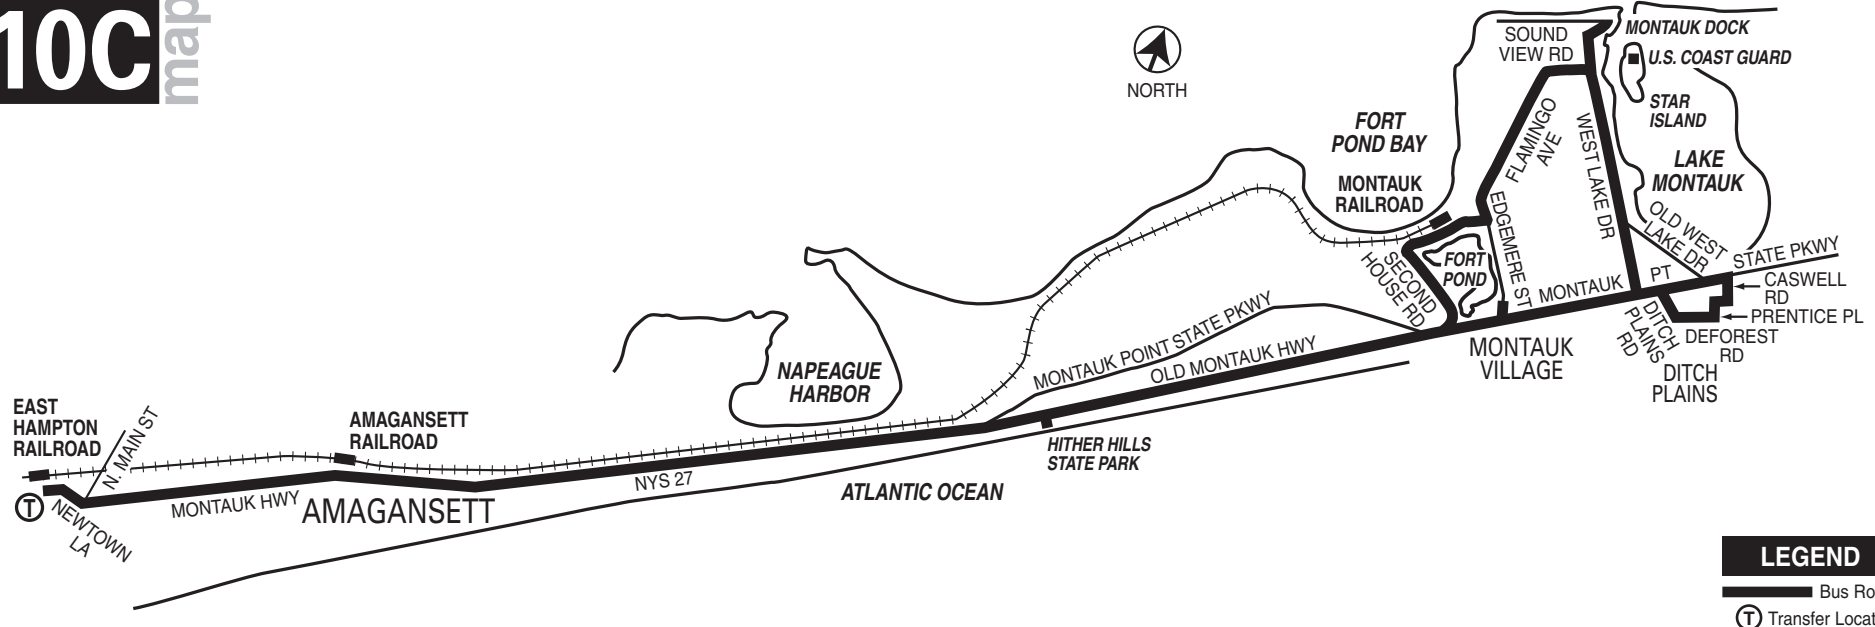 10C
map
NORTH
SOUND
VIEW RD
MONTAUK DOCK
U.S. COAST GUARD
STAR
ISLAND
FORT
POND BAY
FLAMINGO
AVE
WEST LAKE DR
LAKE
MONTAUK
MONTAUK
RAILROAD
EDGEMERE ST
OLD WEST
LAKE DR
STATE PKWY
SECOND
HOUSE RD
FORT
POND
MONTAUK
PT
CASWELL
RD
PRENTICE PL
DITCH
PLAINS
RD
DEFOREST
RD
MONTAUK POINT STATE PKWY
OLD MONTAUK HWY
MONTAUK
VILLAGE
DITCH
PLAINS
NAPEAGUE
HARBOR
EAST
HAMPTON
RAILROAD
N. MAIN ST
AMAGANSETT
RAILROAD
HITHER HILLS
STATE PARK
NYS 27
ATLANTIC OCEAN
T
NEWTOWN
LA
MONTAUK HWY
AMAGANSETT
LEGEND
Bus Ro
T Transfer Locat